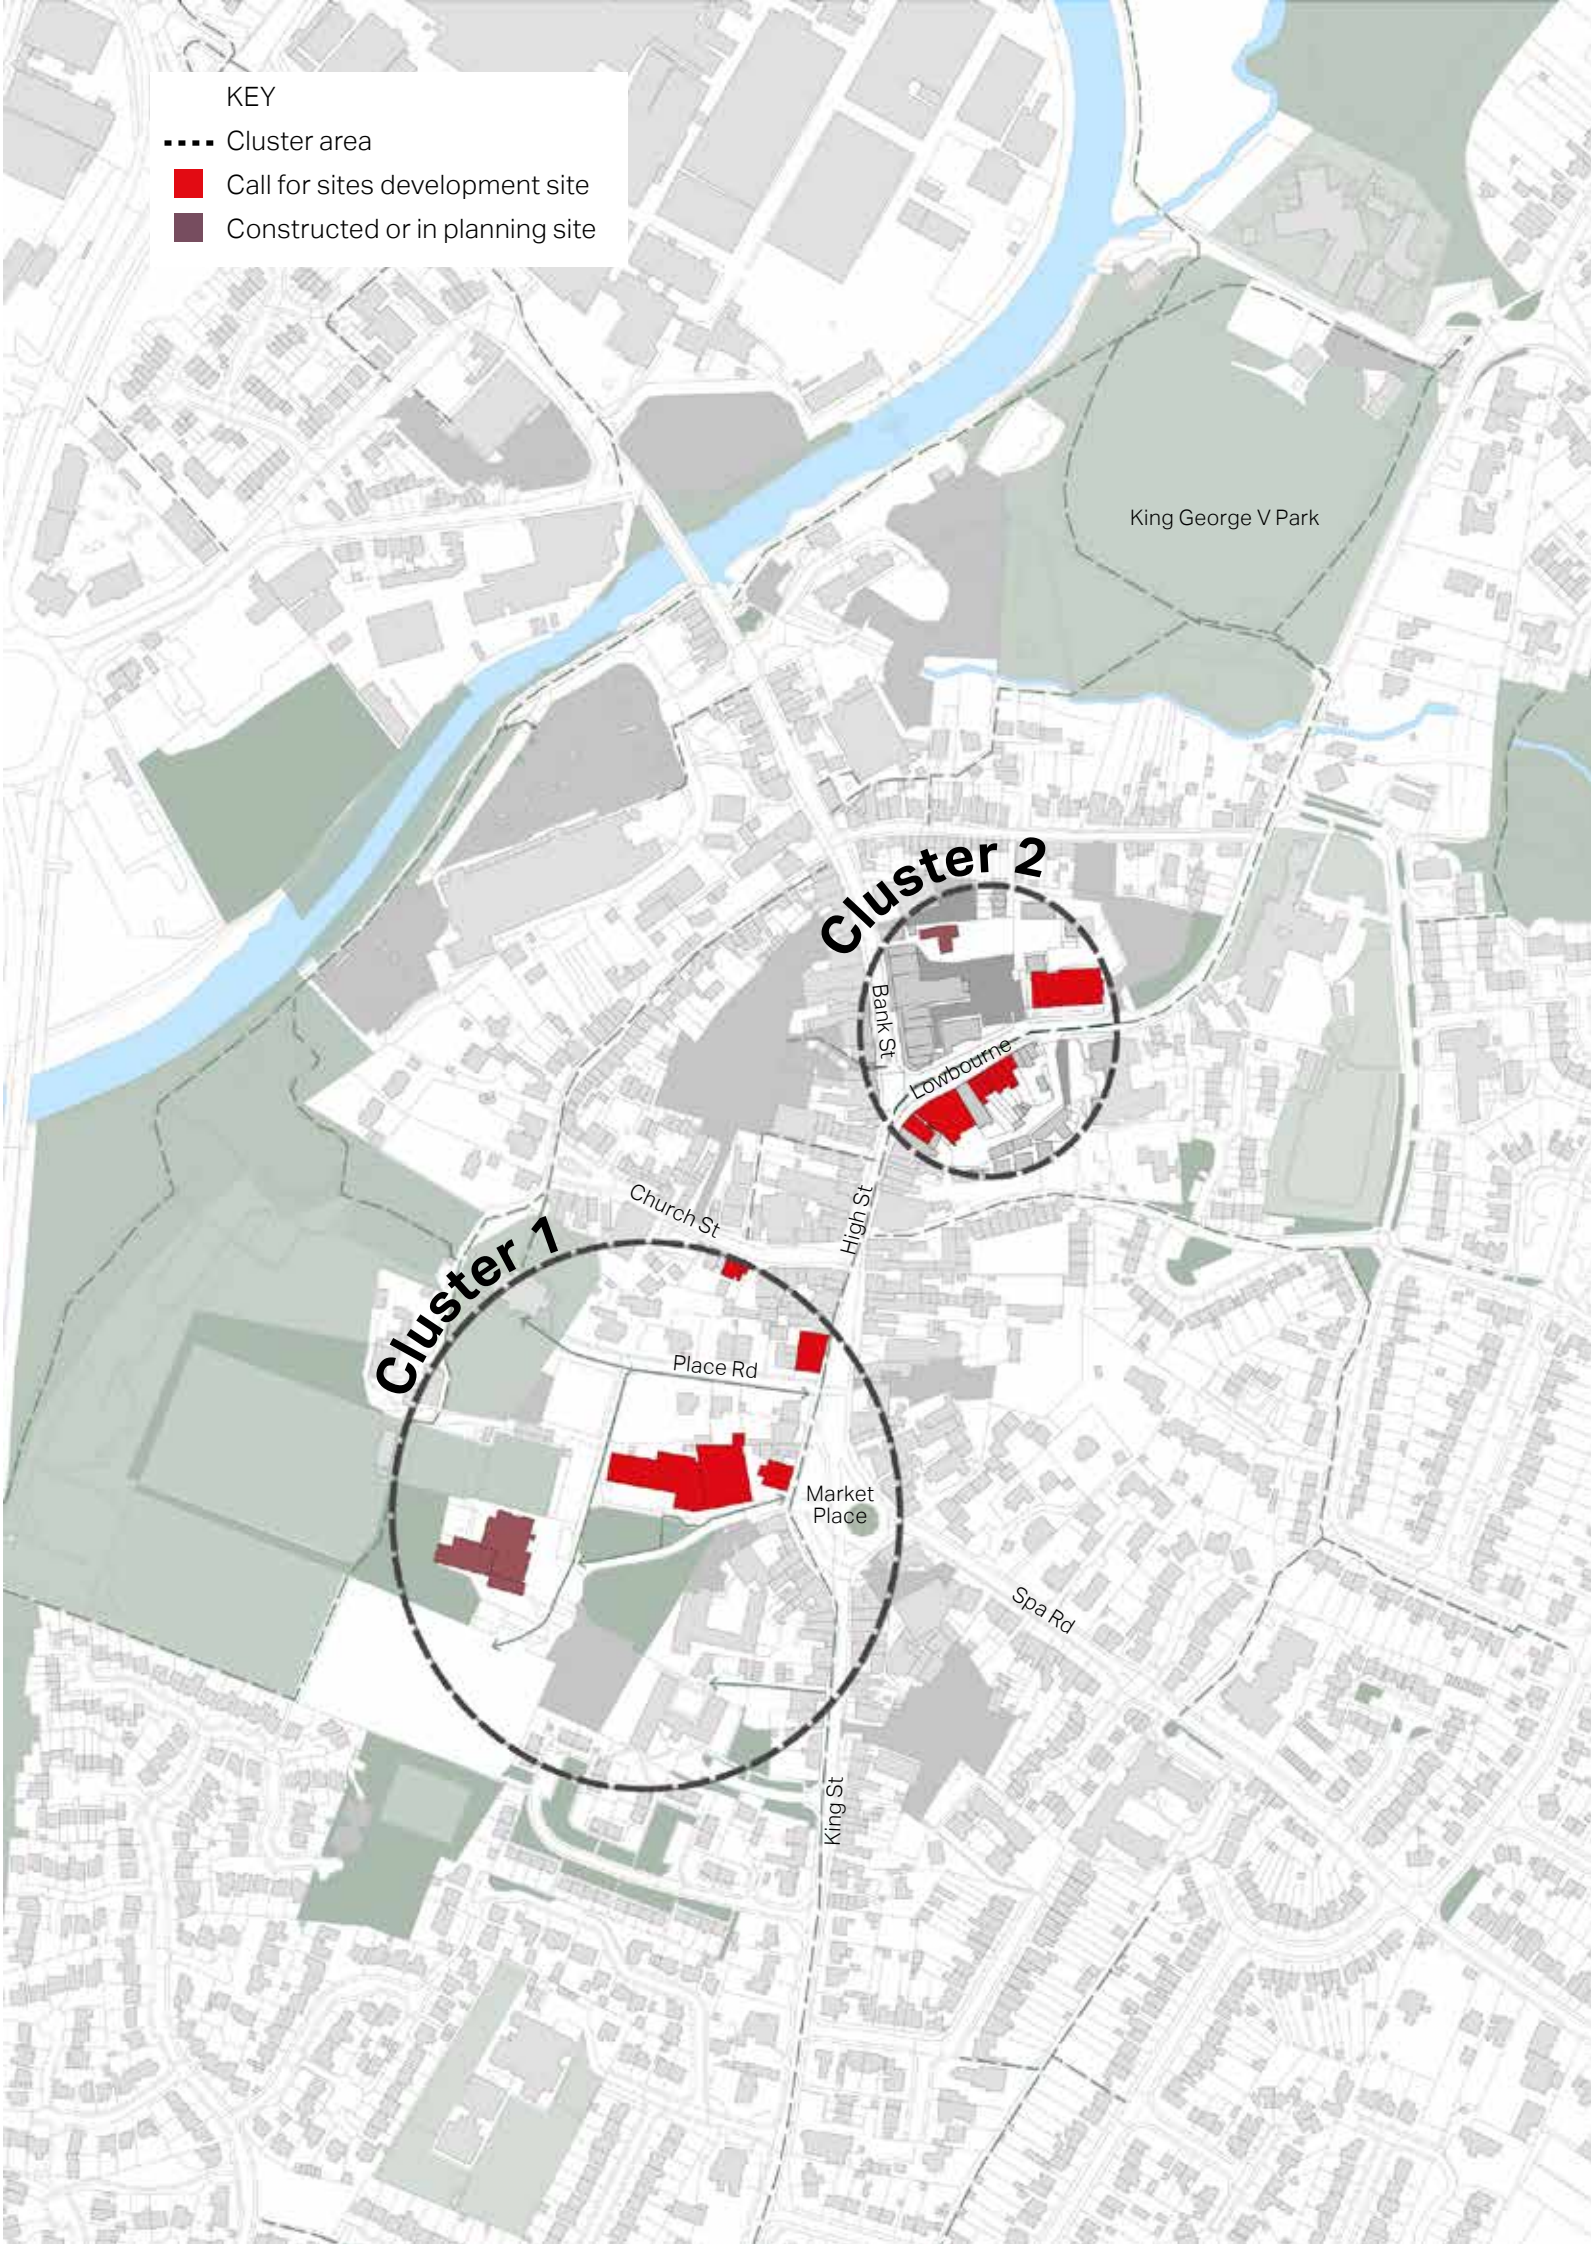 KEY
Cluster area
Call for sites development site
Constructed or in planning site
King George V Park
Cluster 2
Bank St
Lowbourne
Church St
High St
Cluster 1
Place Rd
Market
Place
Spa Rd
King St